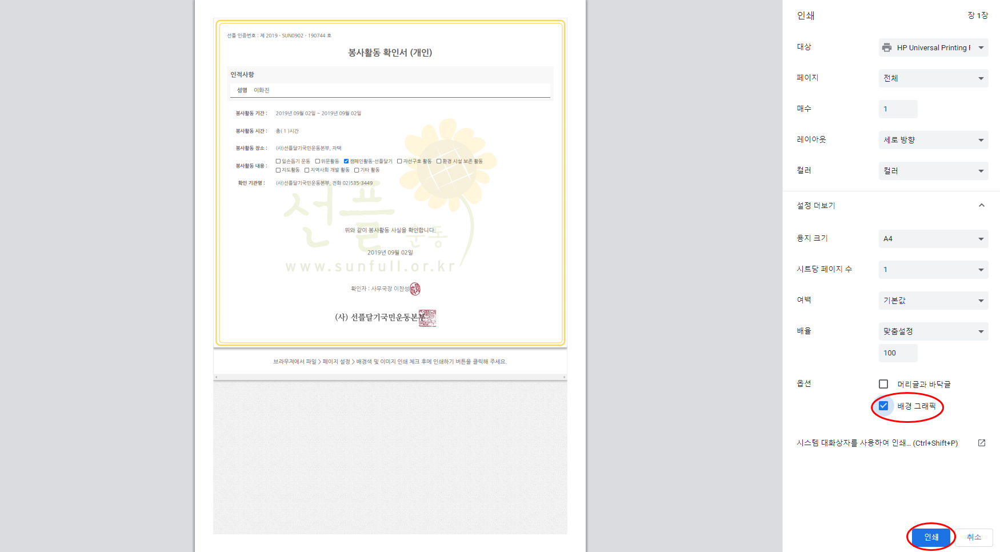 선플 인증번호 : 제 2019 - SUN0902 - 190744 호
봉사활동 확인서 (개인)
인적사항
성명 이화진
봉사활동 기간 : 2019년 09월 02일 ~ 2019년 09월 02일
봉사활동 시간 : 총( 1 )시간
봉사활동 장소 : (사)선플달기국민운동본부, 자택
봉사활동 내용 : 일손돕기 운동 위문활동 캠페인활동-선플달기 자선구호 활동 환경 시설 보존 활동
지도활동 지역사회 개발 활동 기타 활동
확인 기관명 : (사)선플달기국민운동본부, 전화 02)535-3449
선플 운동
위와 같이 봉사활동 사실을 확인합니다.
2019년 09월 02일
www.sunfull.or.kr
확인자 : 사무국장 이찬성
(사) 선플달기국민운동본부
브라우져에서 파일 > 페이지 설정 > 배경색 및 이미지 인쇄 체크 후에 인쇄하기 버튼을 클릭해 주세요.
인쇄 장 1장
대상 HP Universal Printing P
페이지 전체
매수 1
레이아웃 세로 방향
컬러 컬러
설정 더보기
용지 크기 A4
시트당 페이지 수 1
여백 기본값
배율 맞춤설정
100
옵션 머리글과 바닥글
배경 그래픽
시스템 대화상자를 사용하여 인쇄... (Ctrl+Shift+P)
인쇄 취소